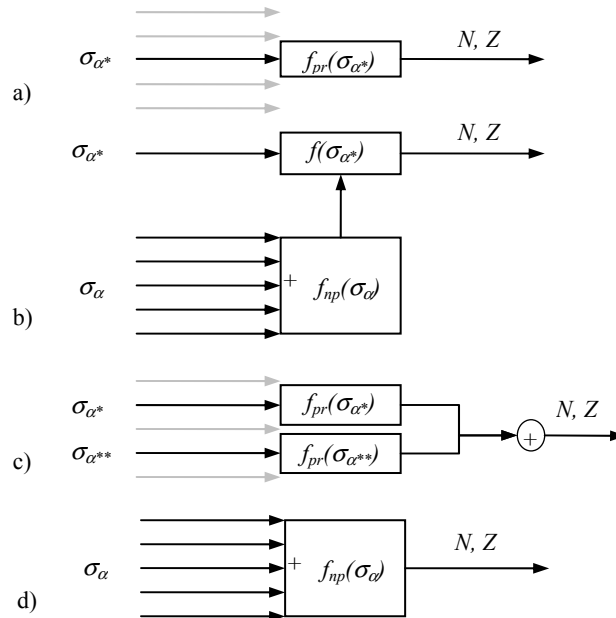 N, Z
σα* fpr(σα*)
a)
N, Z
σα* f(σα*)
+ fnp(σα)
σα
b)
σα* fpr(σα*) N, Z
+
c) σα** fpr(σα**)
N, Z
σα + fnp(σα)
d)